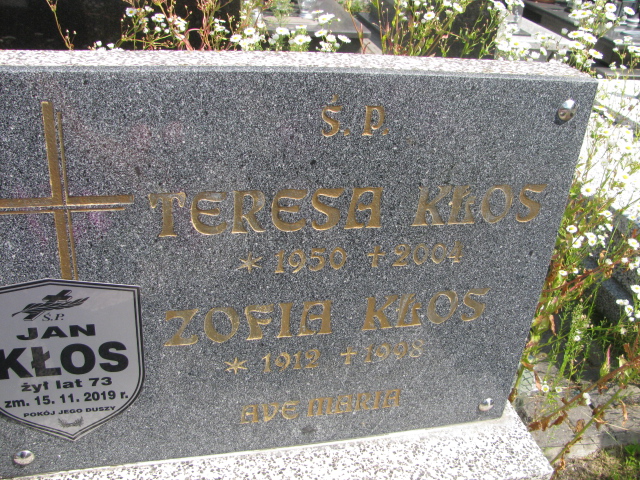 Ś. P.
TERESA KŁOS
* 1950 † 2004
ZOFIA KŁOS
* 1912 † 1998
AVE MARIA
Ś.P.
JAN
KŁOS
żył lat 73
zm. 15. 11. 2019 r.
POKÓJ JEGO DUSZY